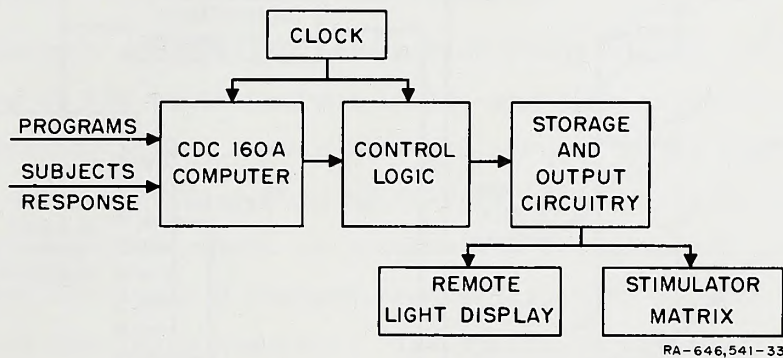 CLOCK
PROGRAMS
SUBJECTS
RESPONSE
CDC 160A
COMPUTER
CONTROL
LOGIC
STORAGE
AND
OUTPUT
CIRCUITRY
REMOTE
LIGHT DISPLAY
STIMULATOR
MATRIX
RA-646,541-33